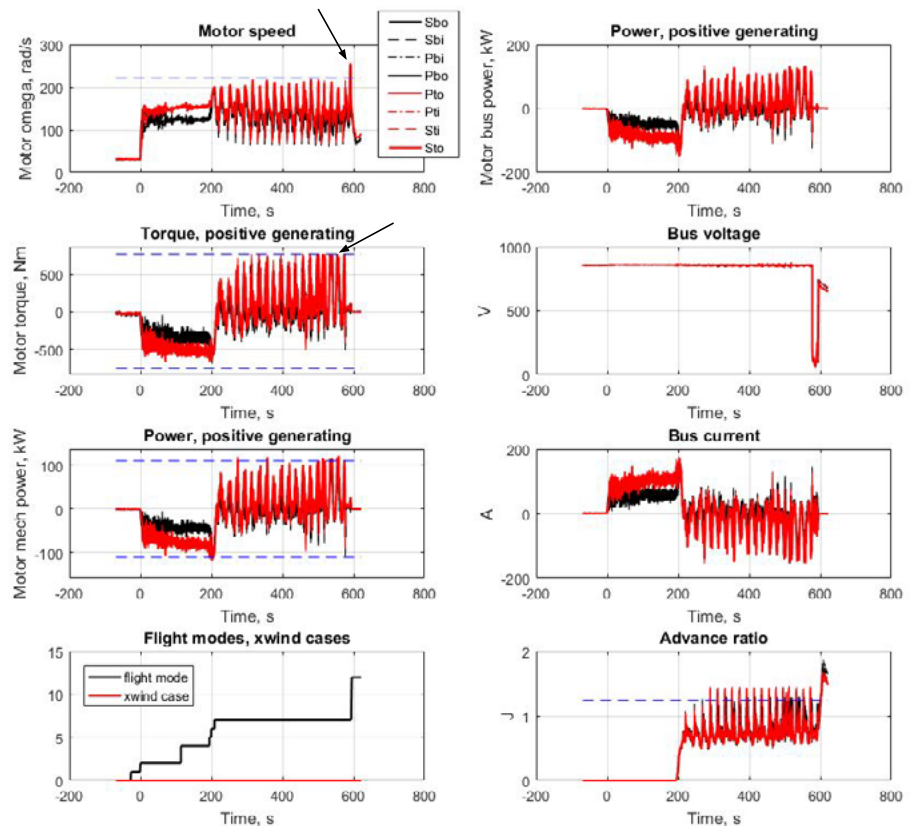 Motor speed
Motor omega, rad/s
300
200
100
0
-200
0
200
400
600
800
Time, s
Sbo
Sbi
Pbi
Pbo
Pto
Pti
Sti
Sto
Power, positive generating
Motor bus power, kW
200
0
-200
-200
0
200
400
600
800
Time, s
Torque, positive generating
Motor torque, Nm
500
0
-500
-200
0
200
400
600
800
Time, s
Bus voltage
V
1000
500
0
-200
0
200
400
600
800
Time, s
Power, positive generating
Motor mech power, kW
100
0
-100
-200
0
200
400
600
800
Time, s
Bus current
A
200
0
-200
-200
0
200
400
600
800
Time, s
Flight modes, xwind cases
15
10
5
0
flight mode
xwind case
-200
0
200
400
600
800
Time, s
Advance ratio
J
2
1
0
-200
0
200
400
600
800
Time, s